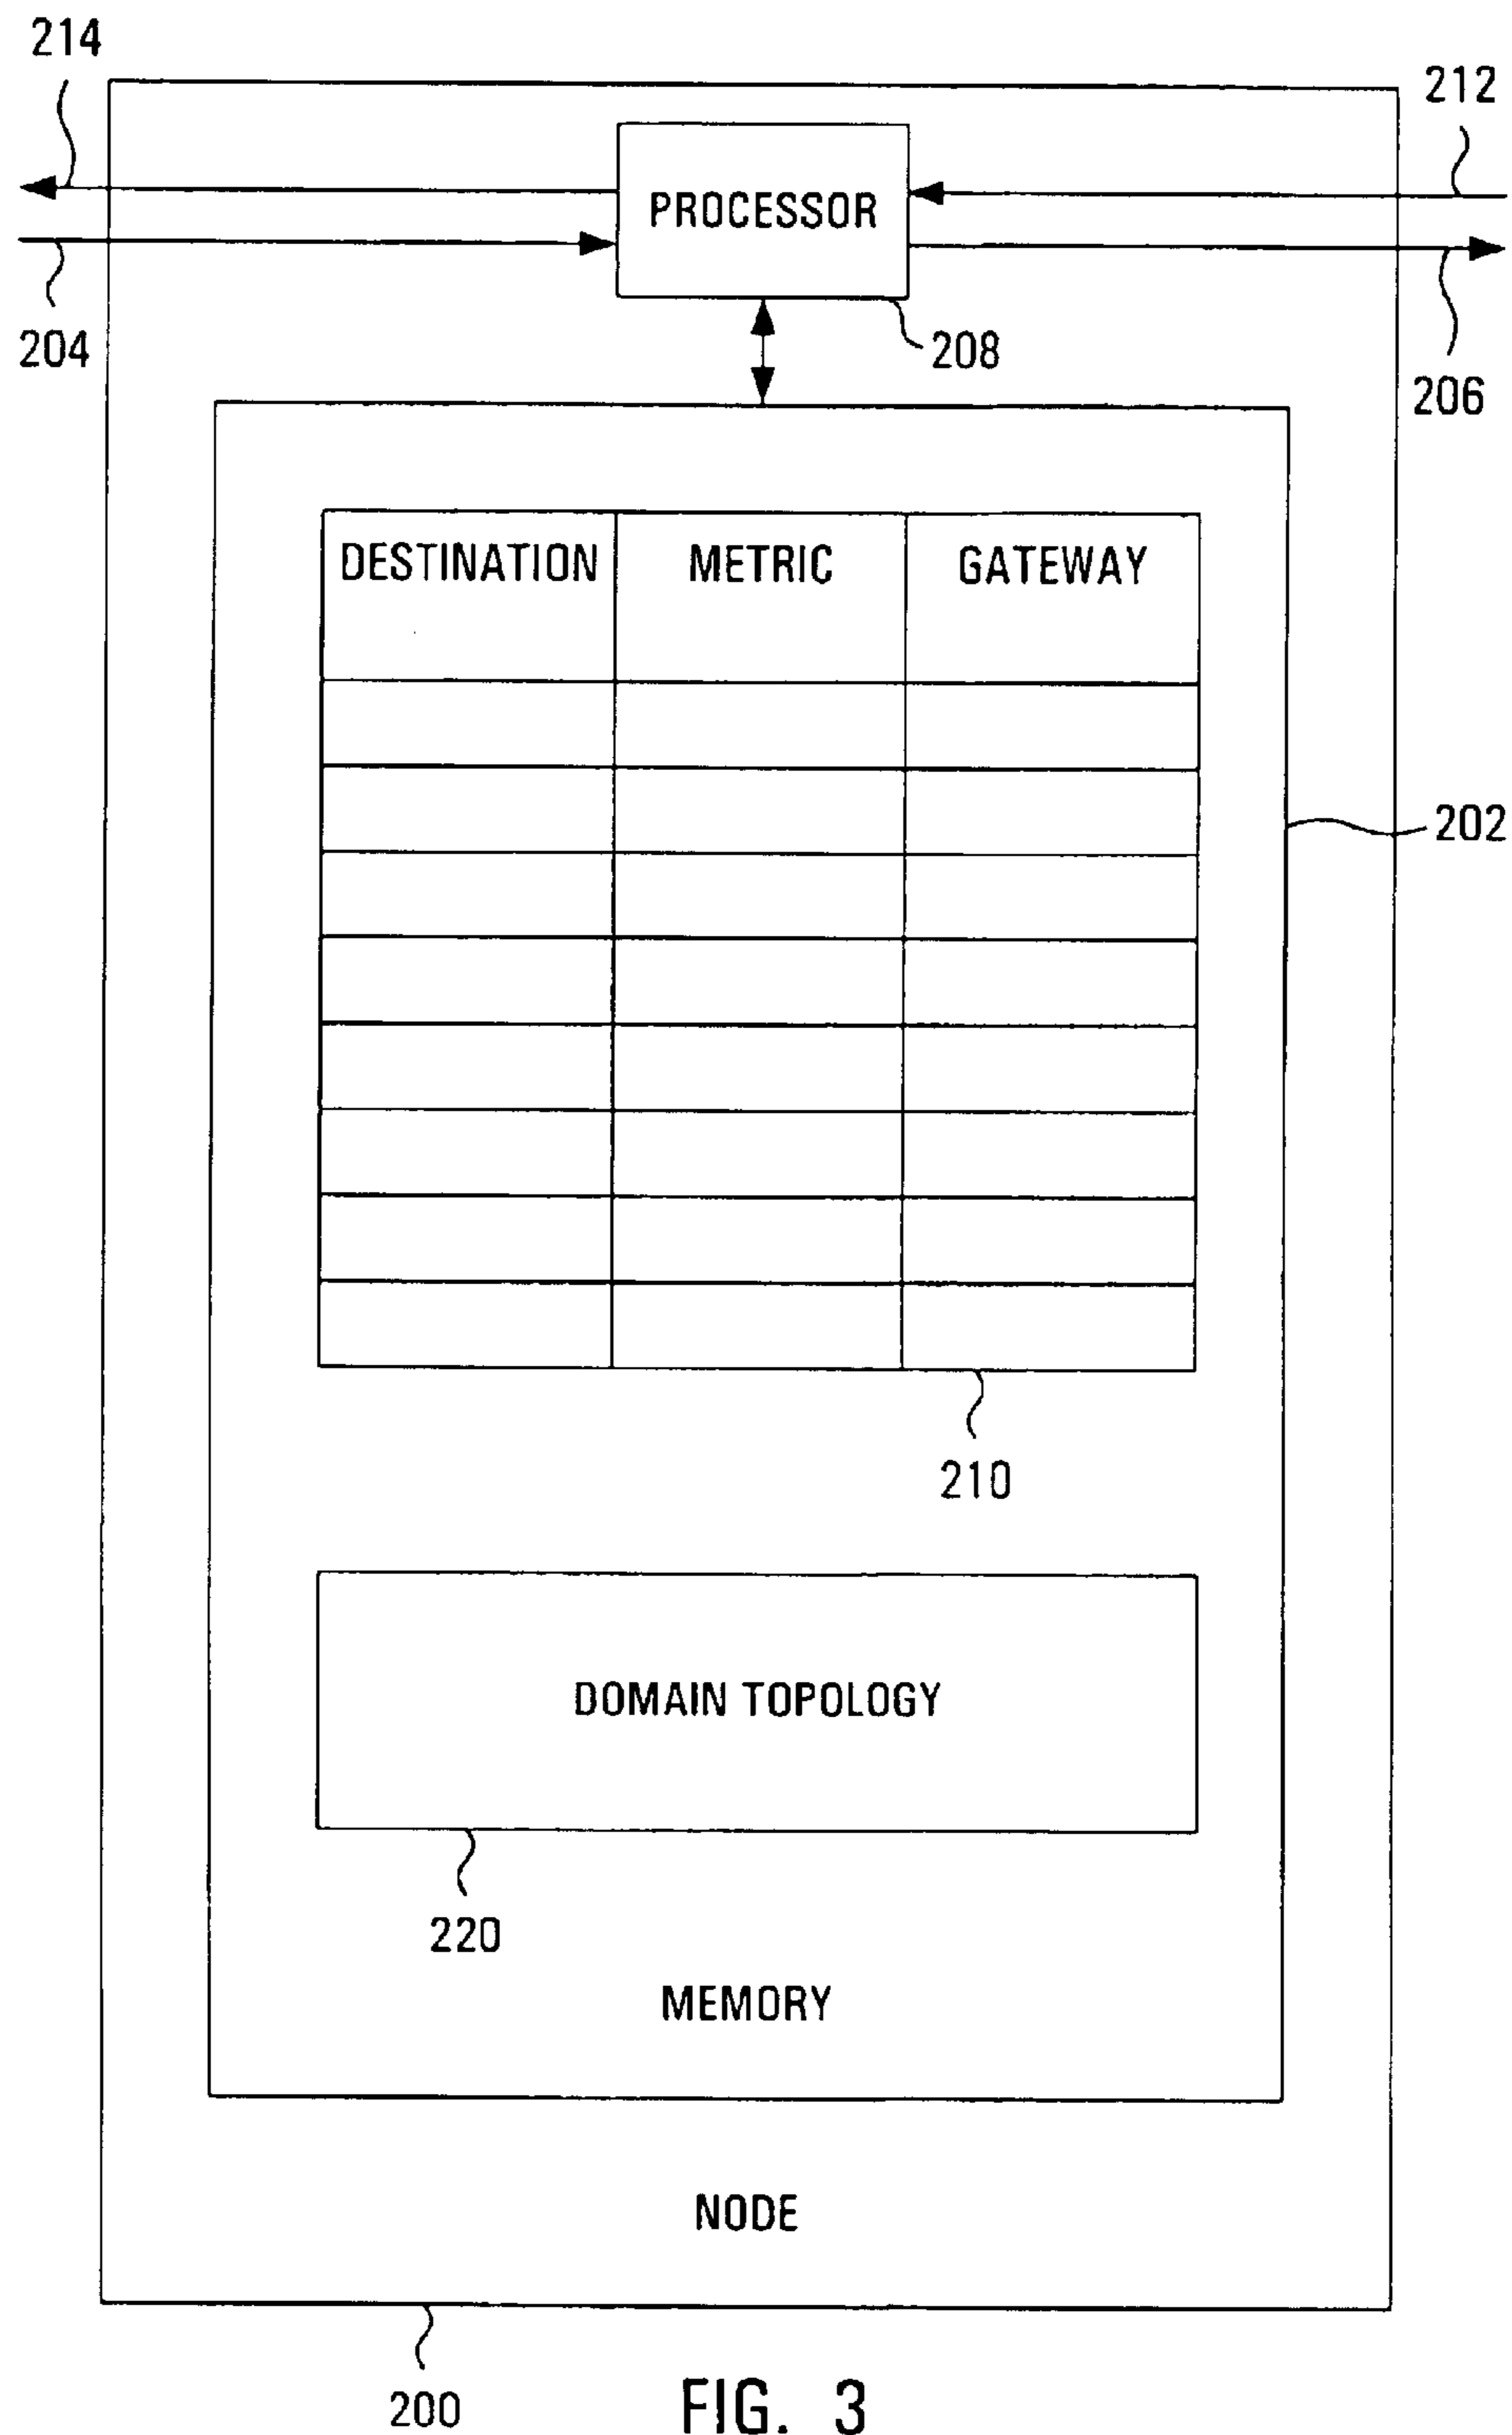 214
212
PROCESSOR
204
208
206
DESTINATION METRIC GATEWAY
202
210
DOMAIN TOPOLOGY
220
MEMORY
NODE
200
FIG. 3